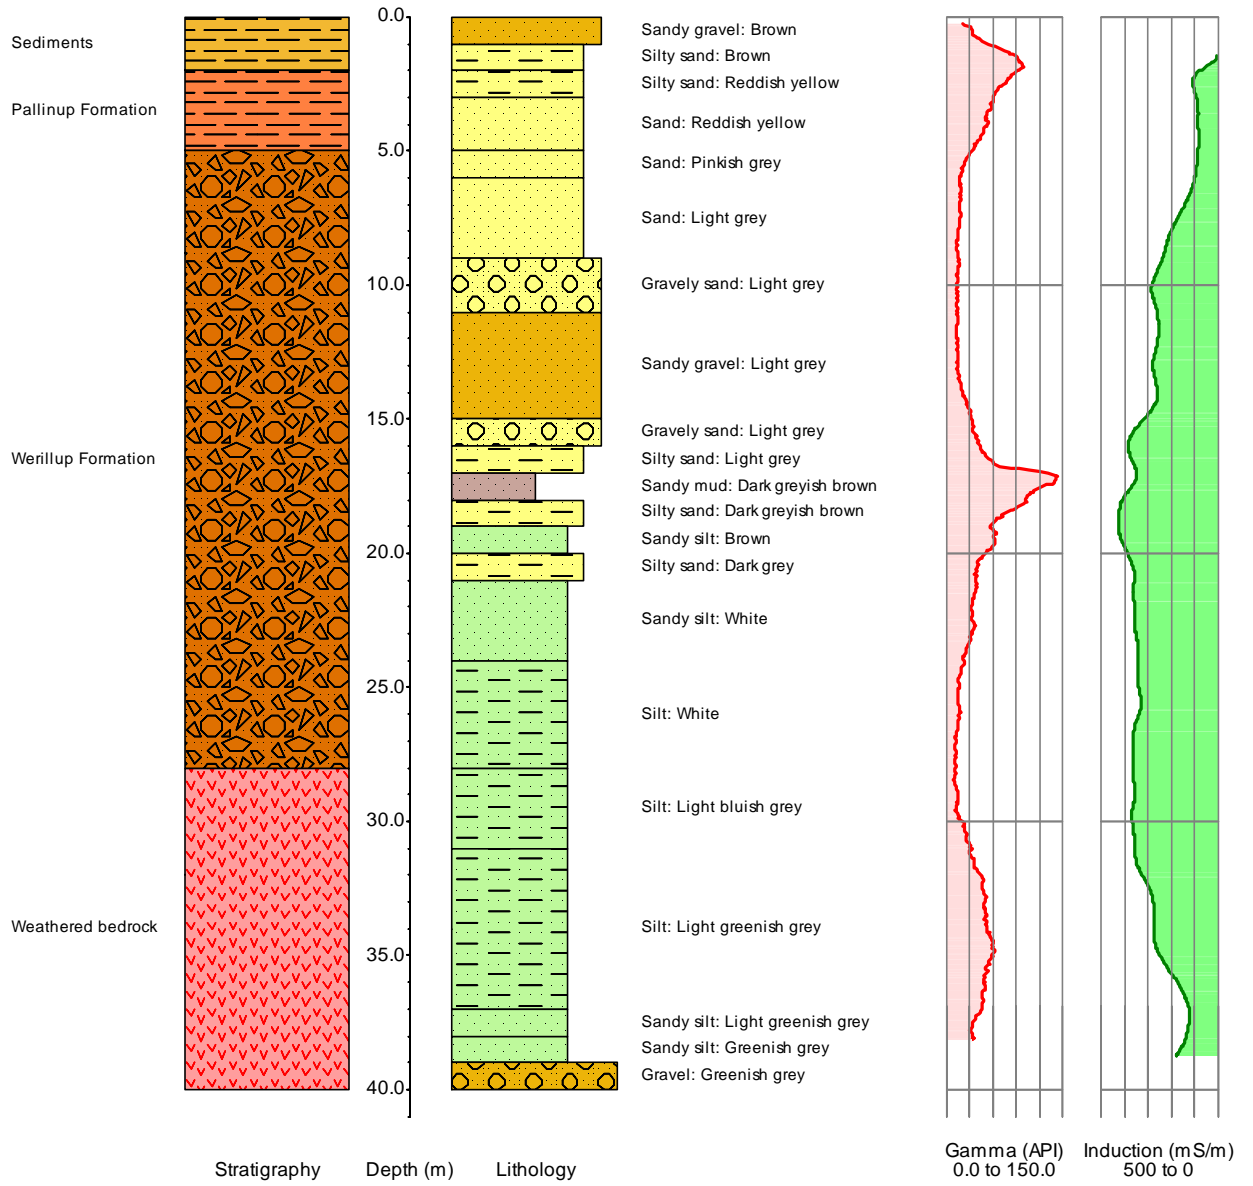 0.0
Sandy gravel: Brown
Sediments
Silty sand: Brown
Silty sand: Reddish yellow
Pallinup Formation
Sand: Reddish yellow
5.0
Sand: Pinkish grey
Sand: Light grey
10.0
Gravely sand: Light grey
Sandy gravel: Light grey
15.0
Gravely sand: Light grey
Werillup Formation
Silty sand: Light grey
Sandy mud: Dark greyish brown
Silty sand: Dark greyish brown
Sandy silt: Brown
20.0
Silty sand: Dark grey
Sandy silt: White
25.0
Silt: White
Silt: Light bluish grey
30.0
Weathered bedrock
Silt: Light greenish grey
35.0
Sandy silt: Light greenish grey
Sandy silt: Greenish grey
Gravel: Greenish grey
40.0
Stratigraphy
Depth (m)
Lithology
Gamma (API)
0.0 to 150.0
Induction (mS/m)
500 to 0